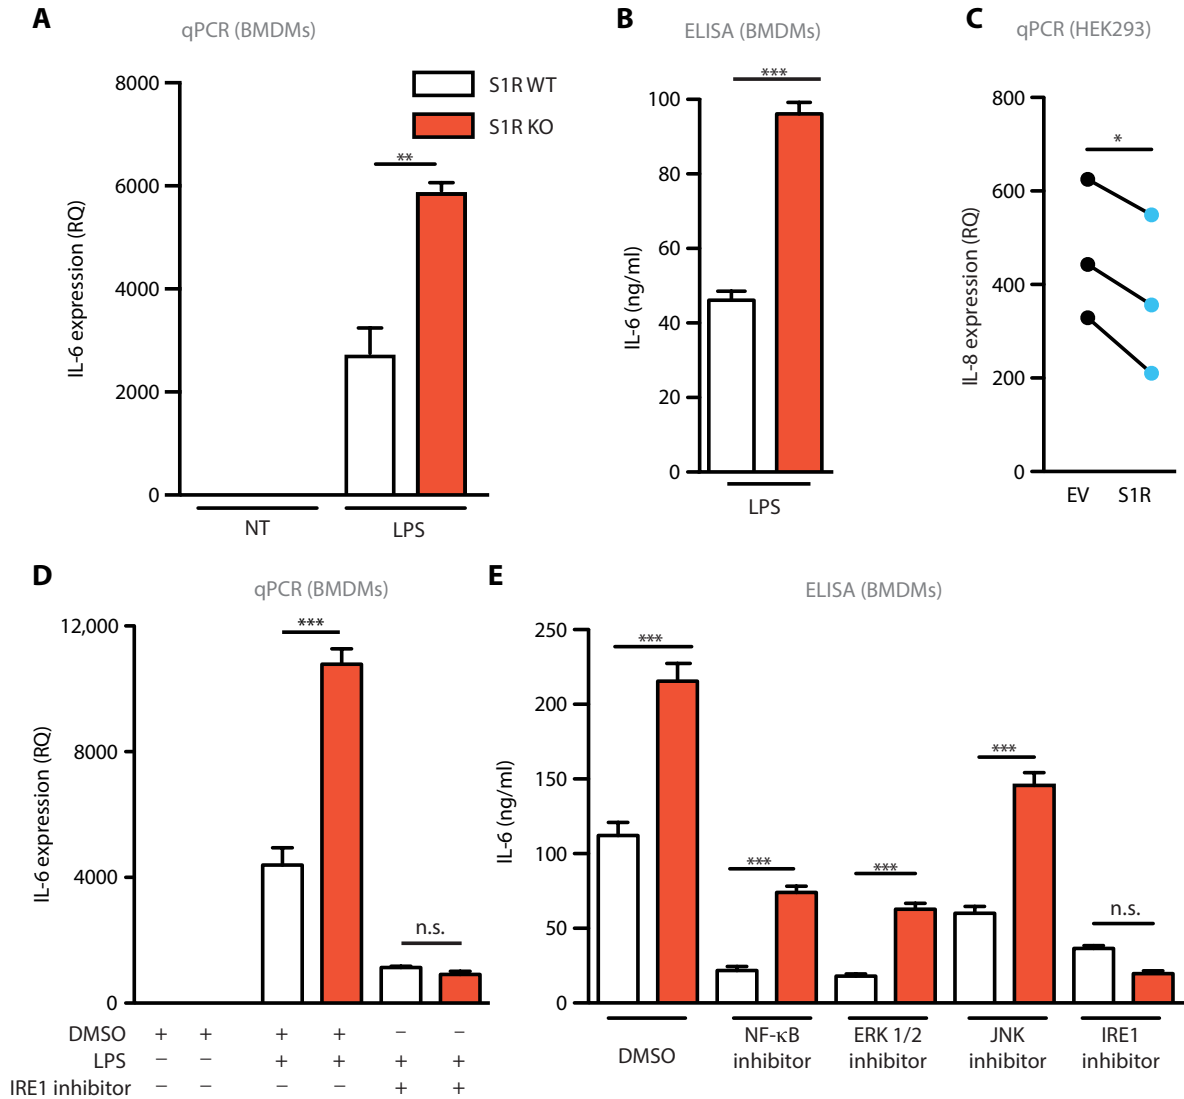 A
qPCR (BMDMs)
S1R WT
S1R KO
IL-6 expression (RQ)
8000
6000
4000
2000
0
**
NT
LPS
B
ELISA (BMDMs)
IL-6 (ng/ml)
100
80
60
40
20
0
***
LPS
C
qPCR (HEK293)
IL-8 expression (RQ)
800
600
400
200
0
*
EV S1R
D
qPCR (BMDMs)
IL-6 expression (RQ)
12,000
8000
4000
0
***
n.s.
DMSO + + + + – –
LPS – – + + + +
IRE1 inhibitor – – – – + +
E
ELISA (BMDMs)
IL-6 (ng/ml)
250
200
150
100
50
0
***
***
***
***
n.s.
DMSO
NF-κB
inhibitor
ERK 1/2
inhibitor
JNK
inhibitor
IRE1
inhibitor